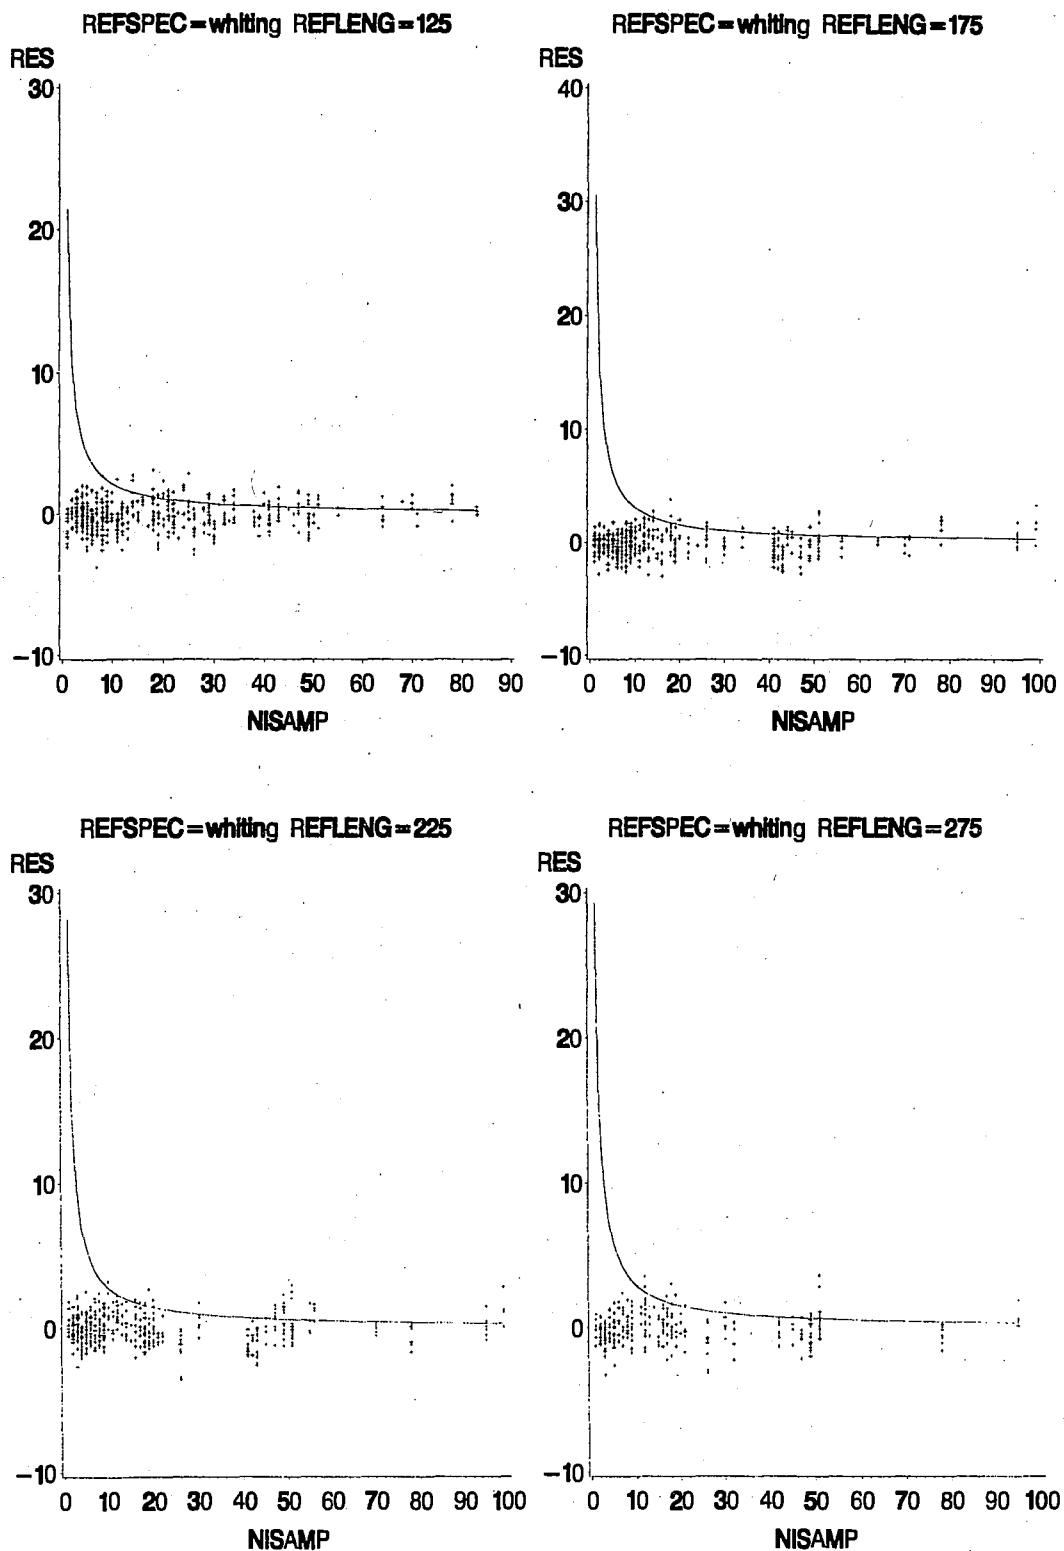 REFSPEC=whiting REFLENG=125
RES
30
20
10
0
-10
0 10 20 30 40 50 60 70 80 90
NISAMP
REFSPEC=whiting REFLENG=175
RES
40
30
20
10
0
-10
0 10 20 30 40 50 60 70 80 90 100
NISAMP
REFSPEC=whiting REFLENG=225
RES
30
20
10
0
-10
0 10 20 30 40 50 60 70 80 90 100
NISAMP
REFSPEC=whiting REFLENG=275
RES
30
20
10
0
-10
0 10 20 30 40 50 60 70 80 90 100
NISAMP